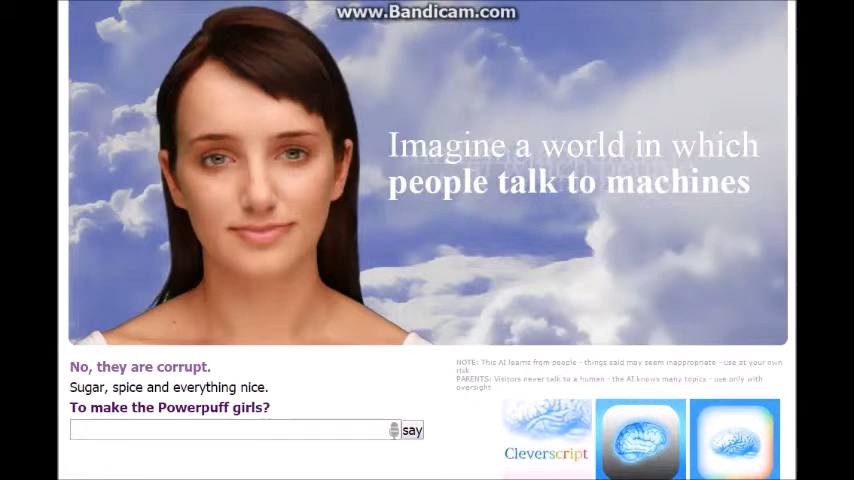 www.Bandicam.com
Imagine a world in which
people talk to machines
No, they are corrupt.
Sugar, spice and everything nice.
To make the Powerpuff girls?
say
NOTE: This AI learns from people - things said may seem inappropriate - use at your own
risk
PARENTS: Visitors never talk to a human - the AI knows many topics - use only with
oversight
Cleverscript